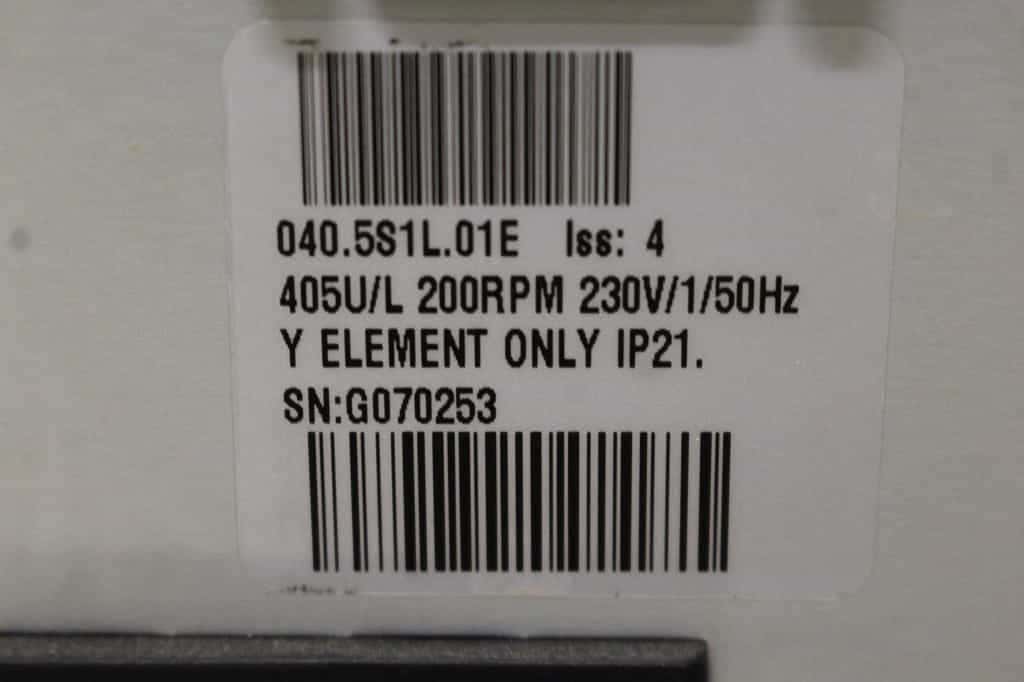 040.5S1L.01E Iss: 4
405U/L 200RPM 230V/1/50Hz
Y ELEMENT ONLY IP21.
SN:G070253